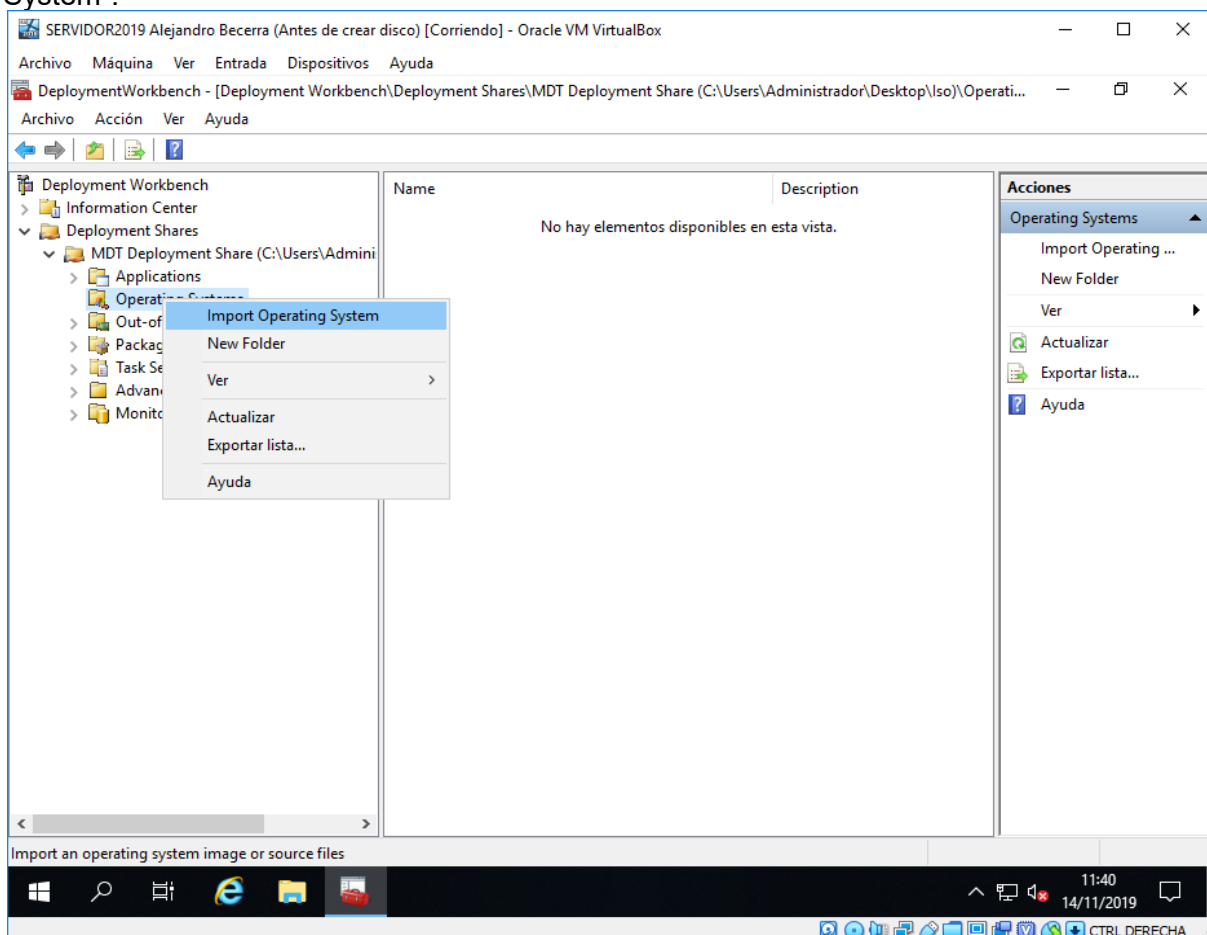 System".
SERVIDOR2019 Alejandro Becerra (Antes de crear disco) [Corriendo] - Oracle VM VirtualBox
Archivo Máquina Ver Entrada Dispositivos Ayuda
DeploymentWorkbench - [Deployment Workbench\Deployment Shares\MDT Deployment Share (C:\Users\Administrador\Desktop\Iso)\Operati...
Archivo Acción Ver Ayuda
Deployment Workbench
Information Center
Deployment Shares
MDT Deployment Share (C:\Users\Admini
Applications
Operating Systems
Out-of
Packag
Task Se
Advan
Monito
Import Operating System
New Folder
Ver
Actualizar
Exportar lista...
Ayuda
Name Description
No hay elementos disponibles en esta vista.
Acciones
Operating Systems
Import Operating ...
New Folder
Ver
Actualizar
Exportar lista...
Ayuda
Import an operating system image or source files
11:40
14/11/2019
CTRL DERECHA